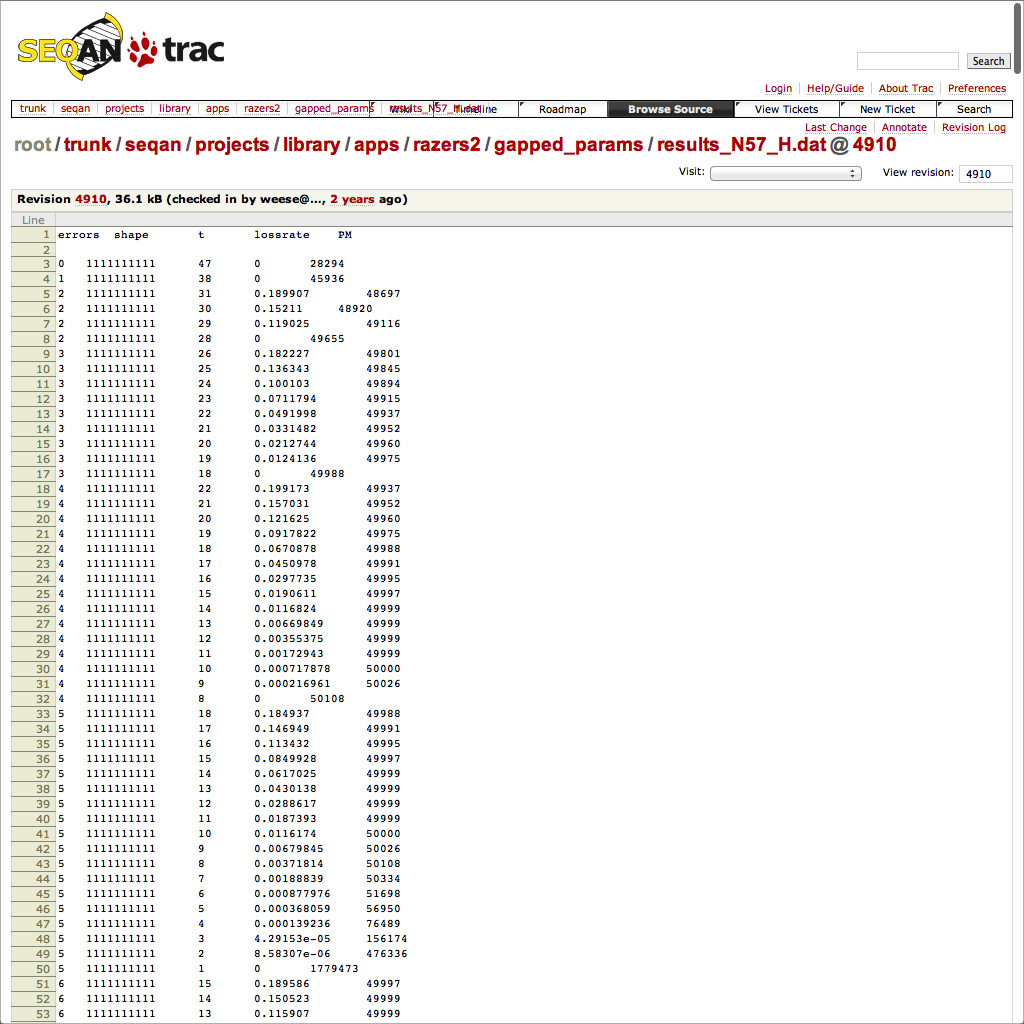 SEQAN trac
Search
Login Help/Guide About Trac Preferences
trunk seqan projects library apps razers2 gapped_params results_N57_H.dat Wiki Timeline Roadmap Browse Source View Tickets New Ticket Search
Last Change Annotate Revision Log
root/trunk/seqan/projects/library/apps/razers2/gapped_params/results_N57_H.dat @ 4910
Visit: View revision: 4910
Revision 4910, 36.1 kB (checked in by weese@..., 2 years ago)
Line
1 errors shape t lossrate PM
2
3 0 1111111111 47 0 28294
4 1 1111111111 38 0 45936
5 2 1111111111 31 0.189907 48697
6 2 1111111111 30 0.15211 48920
7 2 1111111111 29 0.119025 49116
8 2 1111111111 28 0 49655
9 3 1111111111 26 0.182227 49801
10 3 1111111111 25 0.136343 49845
11 3 1111111111 24 0.100103 49894
12 3 1111111111 23 0.0711794 49915
13 3 1111111111 22 0.0491998 49937
14 3 1111111111 21 0.0331482 49952
15 3 1111111111 20 0.0212744 49960
16 3 1111111111 19 0.0124136 49975
17 3 1111111111 18 0 49988
18 4 1111111111 22 0.199173 49937
19 4 1111111111 21 0.157031 49952
20 4 1111111111 20 0.121625 49960
21 4 1111111111 19 0.0917822 49975
22 4 1111111111 18 0.0670878 49988
23 4 1111111111 17 0.0450978 49991
24 4 1111111111 16 0.0297735 49995
25 4 1111111111 15 0.0190611 49997
26 4 1111111111 14 0.0116824 49999
27 4 1111111111 13 0.00669849 49999
28 4 1111111111 12 0.00355375 49999
29 4 1111111111 11 0.00172943 49999
30 4 1111111111 10 0.000717878 50000
31 4 1111111111 9 0.000216961 50026
32 4 1111111111 8 0 50108
33 5 1111111111 18 0.184937 49988
34 5 1111111111 17 0.146949 49991
35 5 1111111111 16 0.113432 49995
36 5 1111111111 15 0.0849928 49997
37 5 1111111111 14 0.0617025 49999
38 5 1111111111 13 0.0430138 49999
39 5 1111111111 12 0.0288617 49999
40 5 1111111111 11 0.0187393 49999
41 5 1111111111 10 0.0116174 50000
42 5 1111111111 9 0.00679845 50026
43 5 1111111111 8 0.00371814 50108
44 5 1111111111 7 0.00188839 50334
45 5 1111111111 6 0.000877976 51698
46 5 1111111111 5 0.000368059 56950
47 5 1111111111 4 0.000139236 76489
48 5 1111111111 3 4.29153e-05 156174
49 5 1111111111 2 8.58307e-06 476336
50 5 1111111111 1 0 1779473
51 6 1111111111 15 0.189586 49997
52 6 1111111111 14 0.150523 49999
53 6 1111111111 13 0.115907 49999